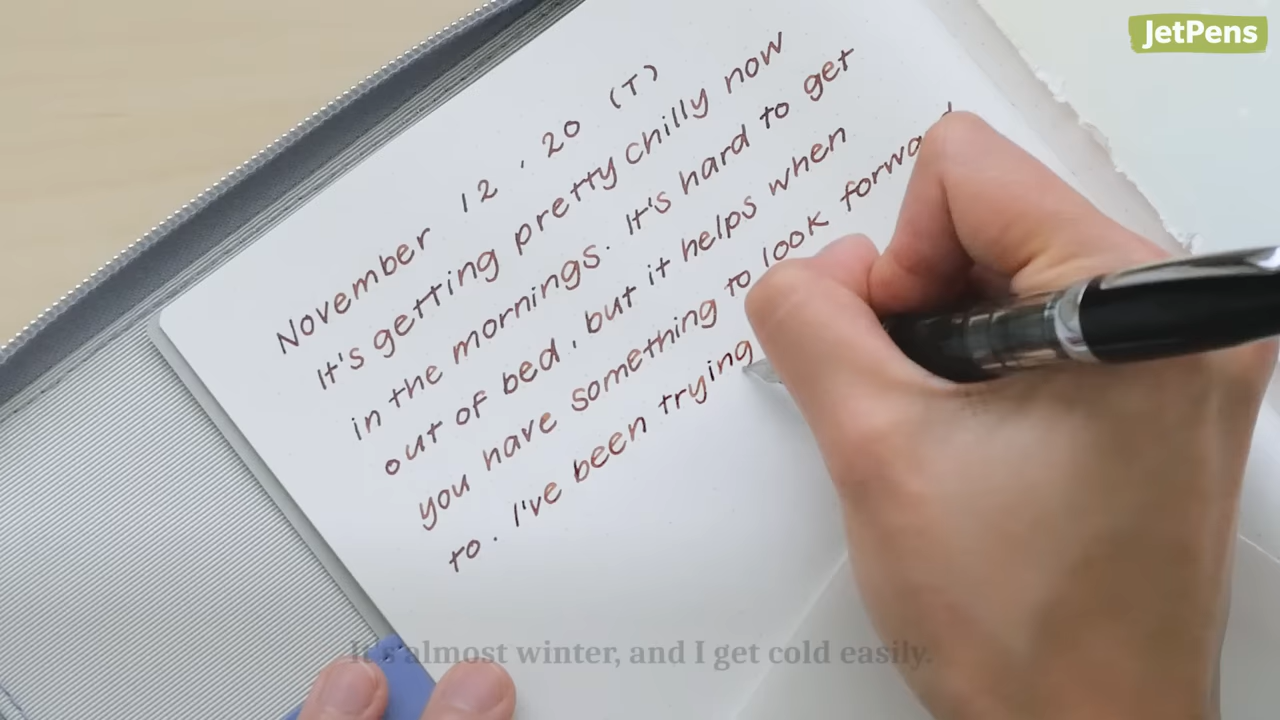 JetPens
November 12, 20 (T)
It's getting pretty chilly now
in the mornings. It's hard to get
out of bed, but it helps when
you have something to look forward
to. I've been trying
It's almost winter, and I get cold easily.